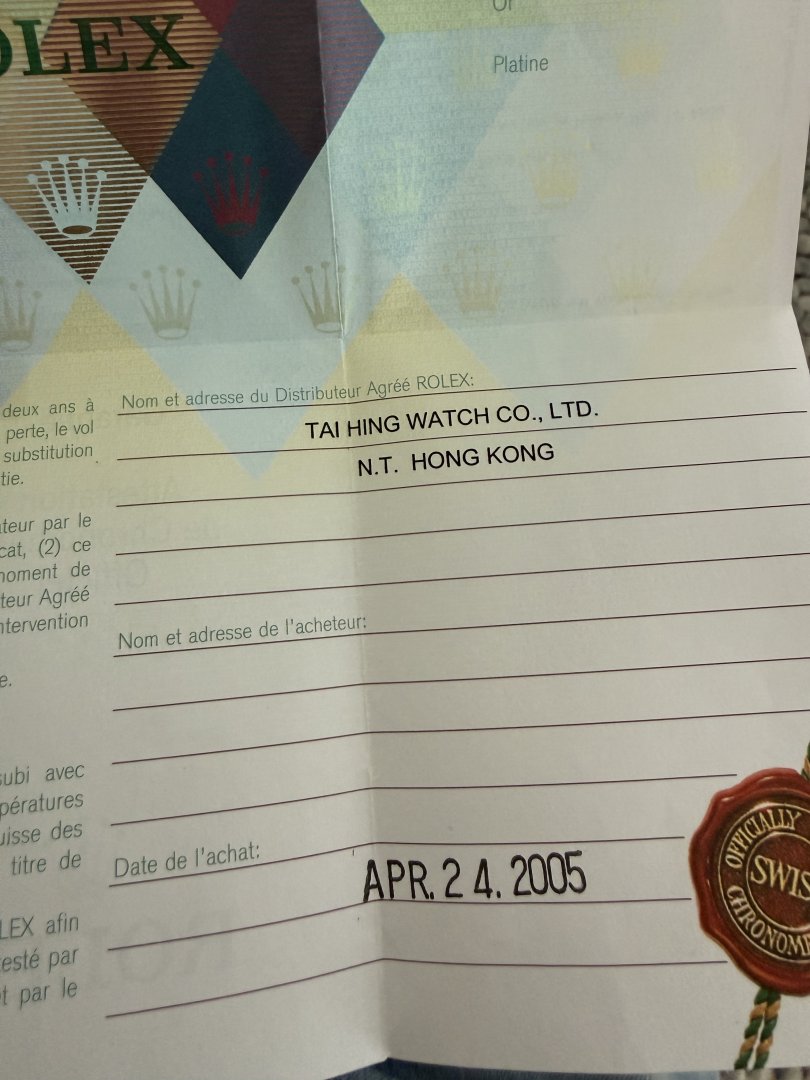 OLEX
Or
Platine
deux ans à
perte, le vol
substitution
tie.
Nom et adresse du Distributeur Agréé ROLEX:
TAI HING WATCH CO., LTD.
N.T. HONG KONG
teur par le
cat, (2) ce
moment de
teur Agréé
ntervention
e.
Nom et adresse de l'acheteur:
subi avec
pératures
uisse des
titre de
Date de l'achat:
APR. 24. 2005
LEX afin
esté par
t par le
OFFICIALLY
SWIS
CHRONOME